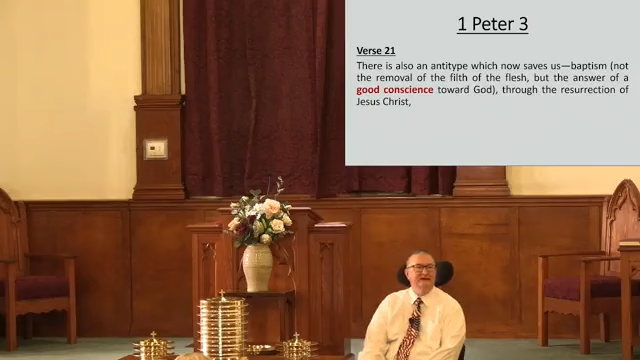 1 Peter 3
Verse 21
There is also an antitype which now saves us—baptism (not
the removal of the filth of the flesh, but the answer of a
good conscience toward God), through the resurrection of
Jesus Christ,